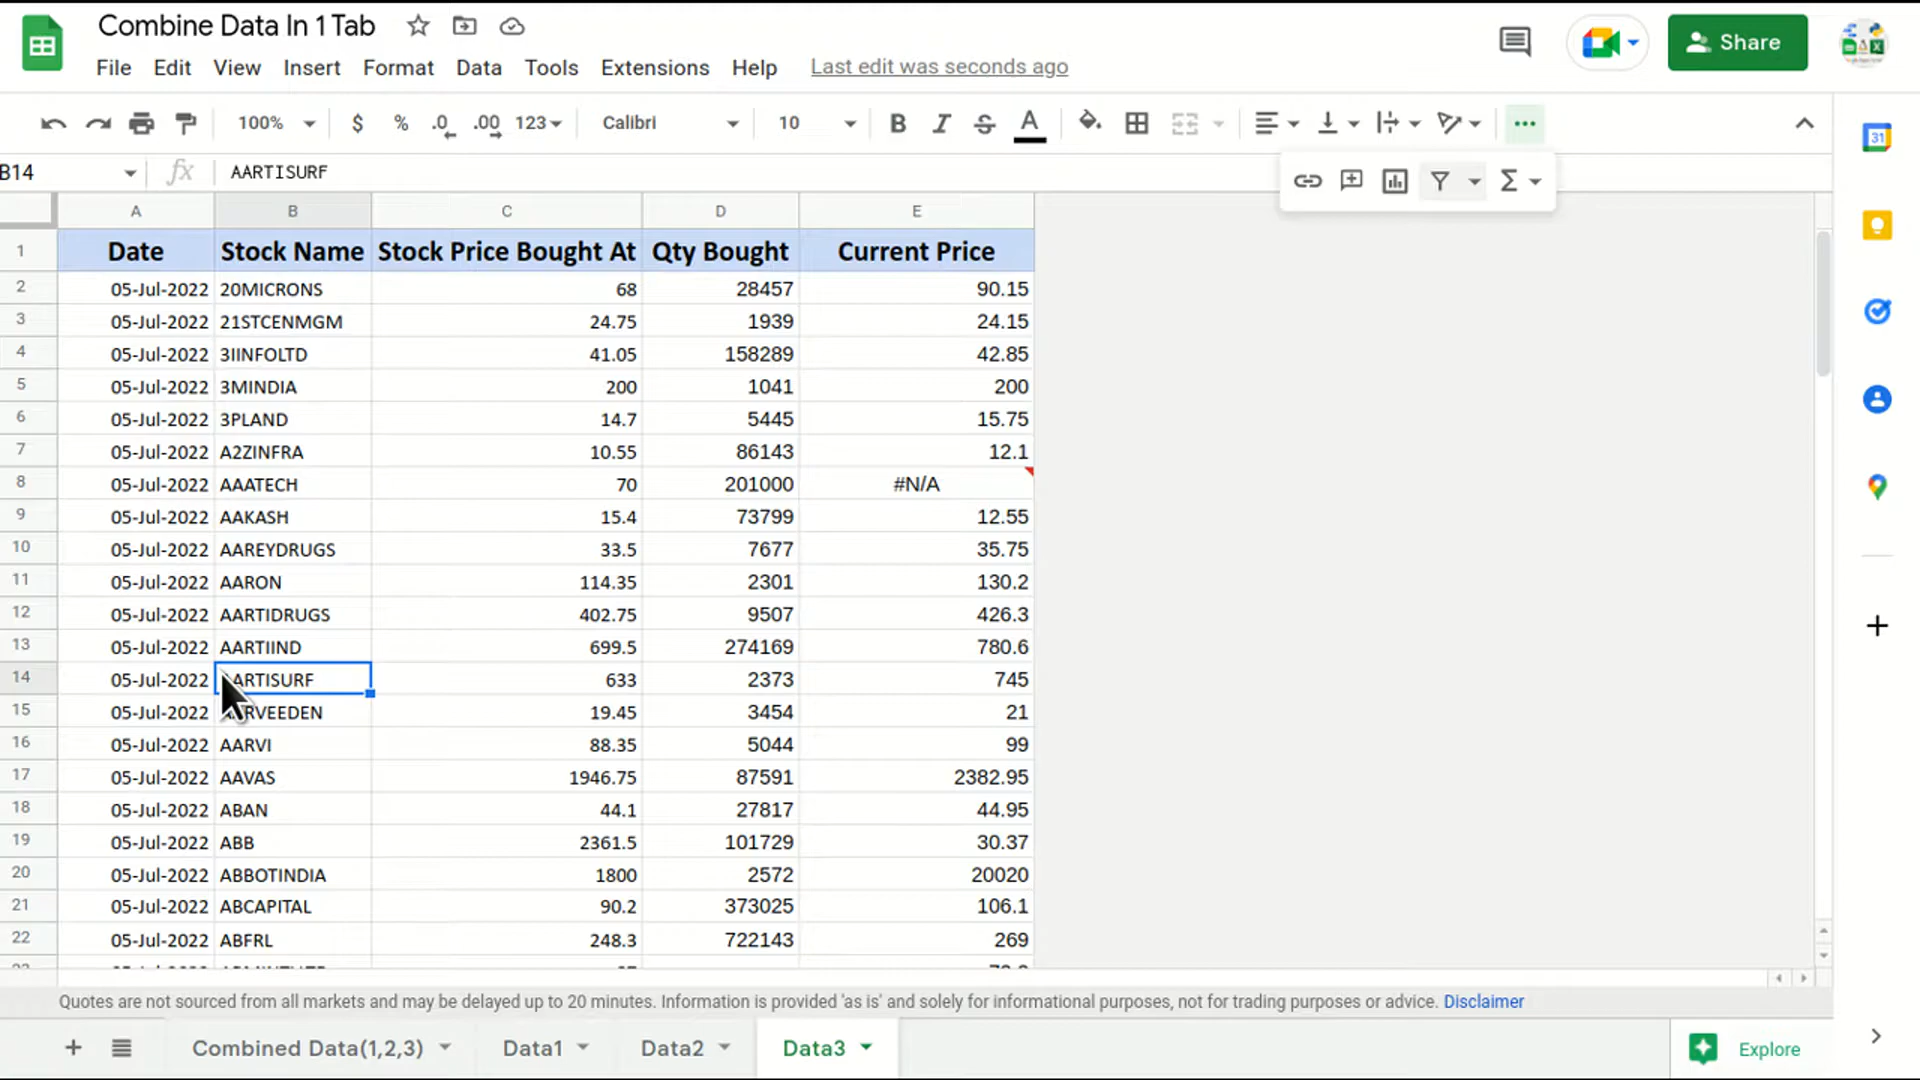 Combine Data In 1 Tab
Share
File Edit View Insert Format Data Tools Extensions Help Last edit was seconds ago
100% $ % .0 .00 123 Calibri 10 B I S A
31
B14 fx AARTISURF
A B C D E
1 Date Stock Name Stock Price Bought At Qty Bought Current Price
2 05-Jul-2022 20MICRONS 68 28457 90.15
3 05-Jul-2022 21STCENMGM 24.75 1939 24.15
4 05-Jul-2022 3IINFOLTD 41.05 158289 42.85
5 05-Jul-2022 3MINDIA 200 1041 200
6 05-Jul-2022 3PLAND 14.7 5445 15.75
7 05-Jul-2022 A2ZINFRA 10.55 86143 12.1
8 05-Jul-2022 AAATECH 70 201000 #N/A
9 05-Jul-2022 AAKASH 15.4 73799 12.55
10 05-Jul-2022 AAREYDRUGS 33.5 7677 35.75
11 05-Jul-2022 AARON 114.35 2301 130.2
12 05-Jul-2022 AARTIDRUGS 402.75 9507 426.3
13 05-Jul-2022 AARTIIND 699.5 274169 780.6
14 05-Jul-2022 AARTISURF 633 2373 745
15 05-Jul-2022 AARVEEDEN 19.45 3454 21
16 05-Jul-2022 AARVI 88.35 5044 99
17 05-Jul-2022 AAVAS 1946.75 87591 2382.95
18 05-Jul-2022 ABAN 44.1 27817 44.95
19 05-Jul-2022 ABB 2361.5 101729 30.37
20 05-Jul-2022 ABBOTINDIA 1800 2572 20020
21 05-Jul-2022 ABCAPITAL 90.2 373025 106.1
22 05-Jul-2022 ABFRL 248.3 722143 269
Quotes are not sourced from all markets and may be delayed up to 20 minutes. Information is provided 'as is' and solely for informational purposes, not for trading purposes or advice. Disclaimer
Combined Data(1,2,3) Data1 Data2 Data3 Explore